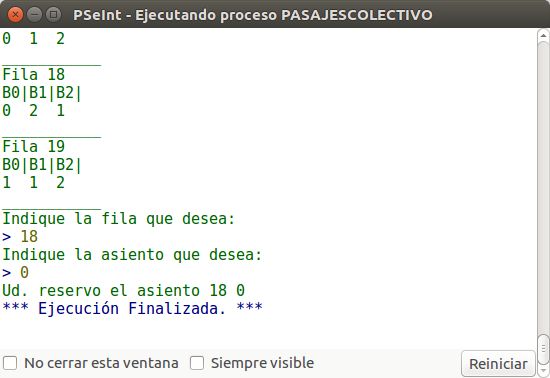 PSeInt - Ejecutando proceso PASAJESCOLECTIVO
0  1  2
___________
Fila 18
B0|B1|B2|
0  2  1
___________
Fila 19
B0|B1|B2|
1  1  2
___________
Indique la fila que desea:
> 18
Indique la asiento que desea:
> 0
Ud. reservo el asiento 18 0
*** Ejecución Finalizada. ***
No cerrar esta ventana Siempre visible Reiniciar